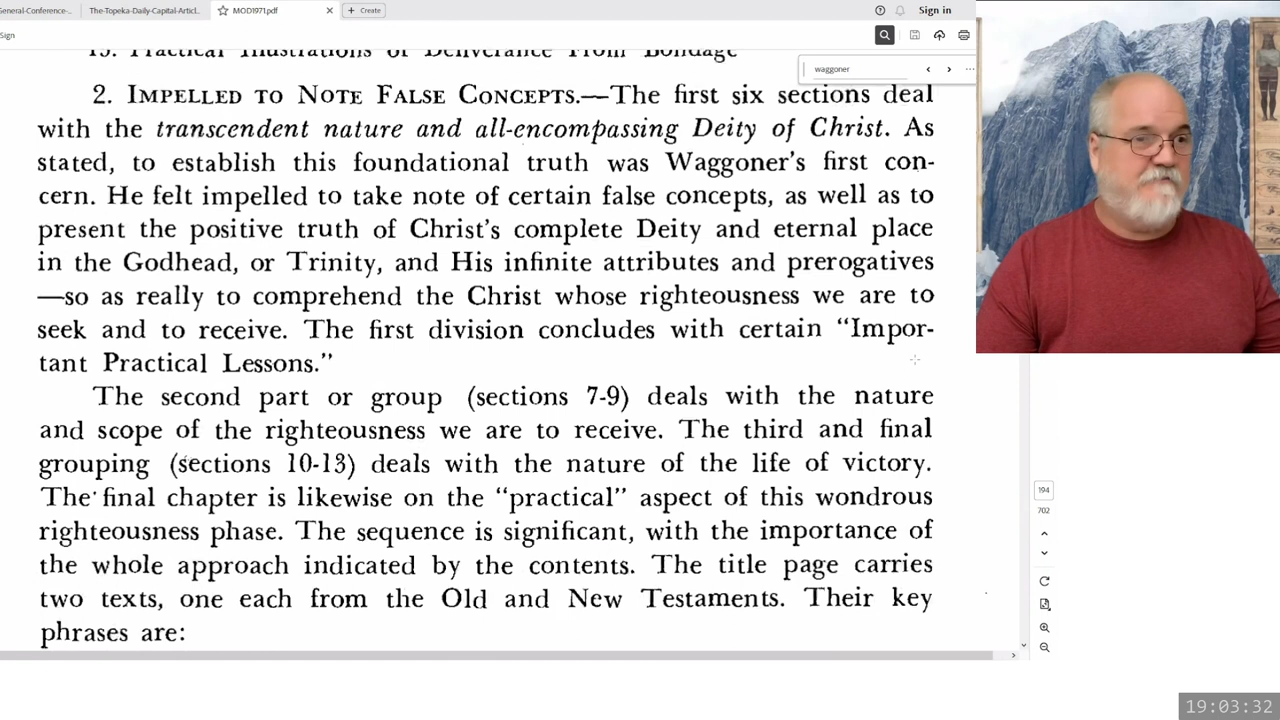 General-Conference-...
The-Topeka-Daily-Capital-Articl...
MOD1971.pdf
Create
Sign in
Sign
13. Practical Illustrations of Deliverance From Bondage
waggoner
2. IMPELLED TO NOTE FALSE CONCEPTS.—The first six sections deal
with the transcendent nature and all-encompassing Deity of Christ. As
stated, to establish this foundational truth was Waggoner's first con-
cern. He felt impelled to take note of certain false concepts, as well as to
present the positive truth of Christ's complete Deity and eternal place
in the Godhead, or Trinity, and His infinite attributes and prerogatives
—so as really to comprehend the Christ whose righteousness we are to
seek and to receive. The first division concludes with certain “Impor-
tant Practical Lessons.”
The second part or group (sections 7-9) deals with the nature
and scope of the righteousness we are to receive. The third and final
grouping (sections 10-13) deals with the nature of the life of victory.
The final chapter is likewise on the “practical” aspect of this wondrous
righteousness phase. The sequence is significant, with the importance of
the whole approach indicated by the contents. The title page carries
two texts, one each from the Old and New Testaments. Their key
phrases are:
194
702
19:03:32